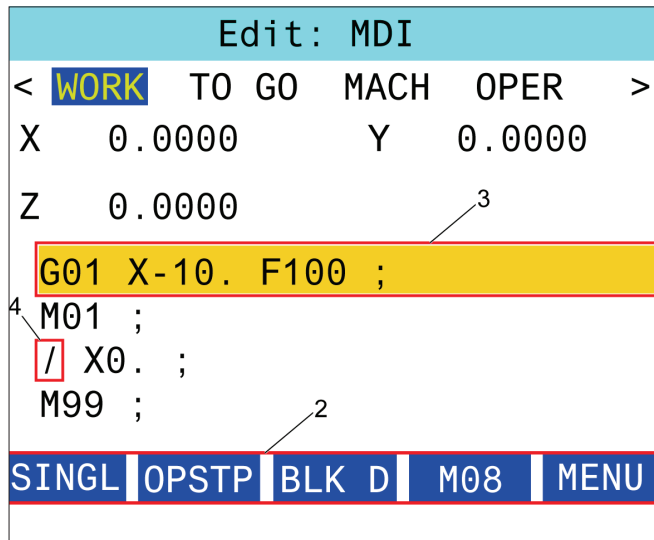 Edit: MDI
< WORK TO GO MACH OPER >
X 0.0000 Y 0.0000
Z 0.0000
3
G01 X-10. F100 ;
4
M01 ;
/ X0. ;
M99 ;
2
SINGL OPSTP BLK D M08 MENU